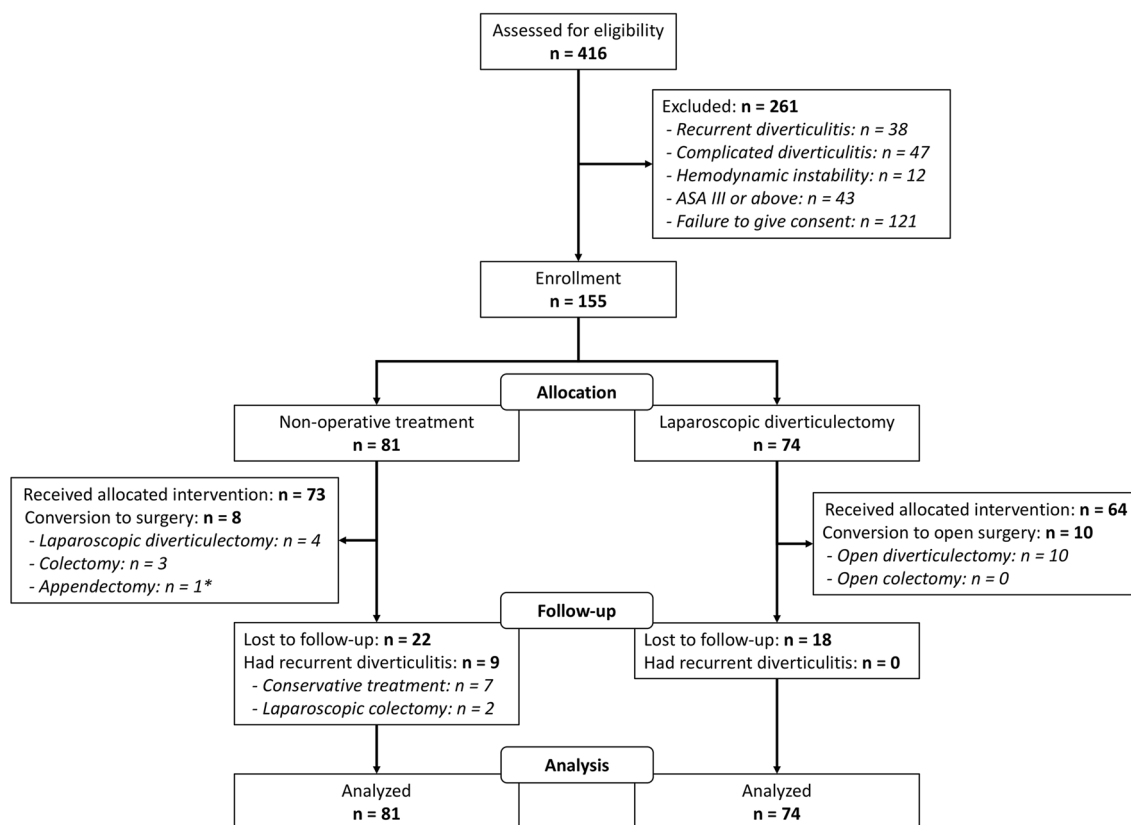 Assessed for eligibility
n = 416
Excluded: n = 261
- Recurrent diverticulitis: n = 38
- Complicated diverticulitis: n = 47
- Hemodynamic instability: n = 12
- ASA III or above: n = 43
- Failure to give consent: n = 121
Enrollment
n = 155
Allocation
Non-operative treatment
n = 81
Laparoscopic diverticulectomy
n = 74
Received allocated intervention: n = 73
Conversion to surgery: n = 8
- Laparoscopic diverticulectomy: n = 4
- Colectomy: n = 3
- Appendectomy: n = 1*
Received allocated intervention: n = 64
Conversion to open surgery: n = 10
- Open diverticulectomy: n = 10
- Open colectomy: n = 0
Follow-up
Lost to follow-up: n = 22
Had recurrent diverticulitis: n = 9
- Conservative treatment: n = 7
- Laparoscopic colectomy: n = 2
Lost to follow-up: n = 18
Had recurrent diverticulitis: n = 0
Analysis
Analyzed
n = 81
Analyzed
n = 74